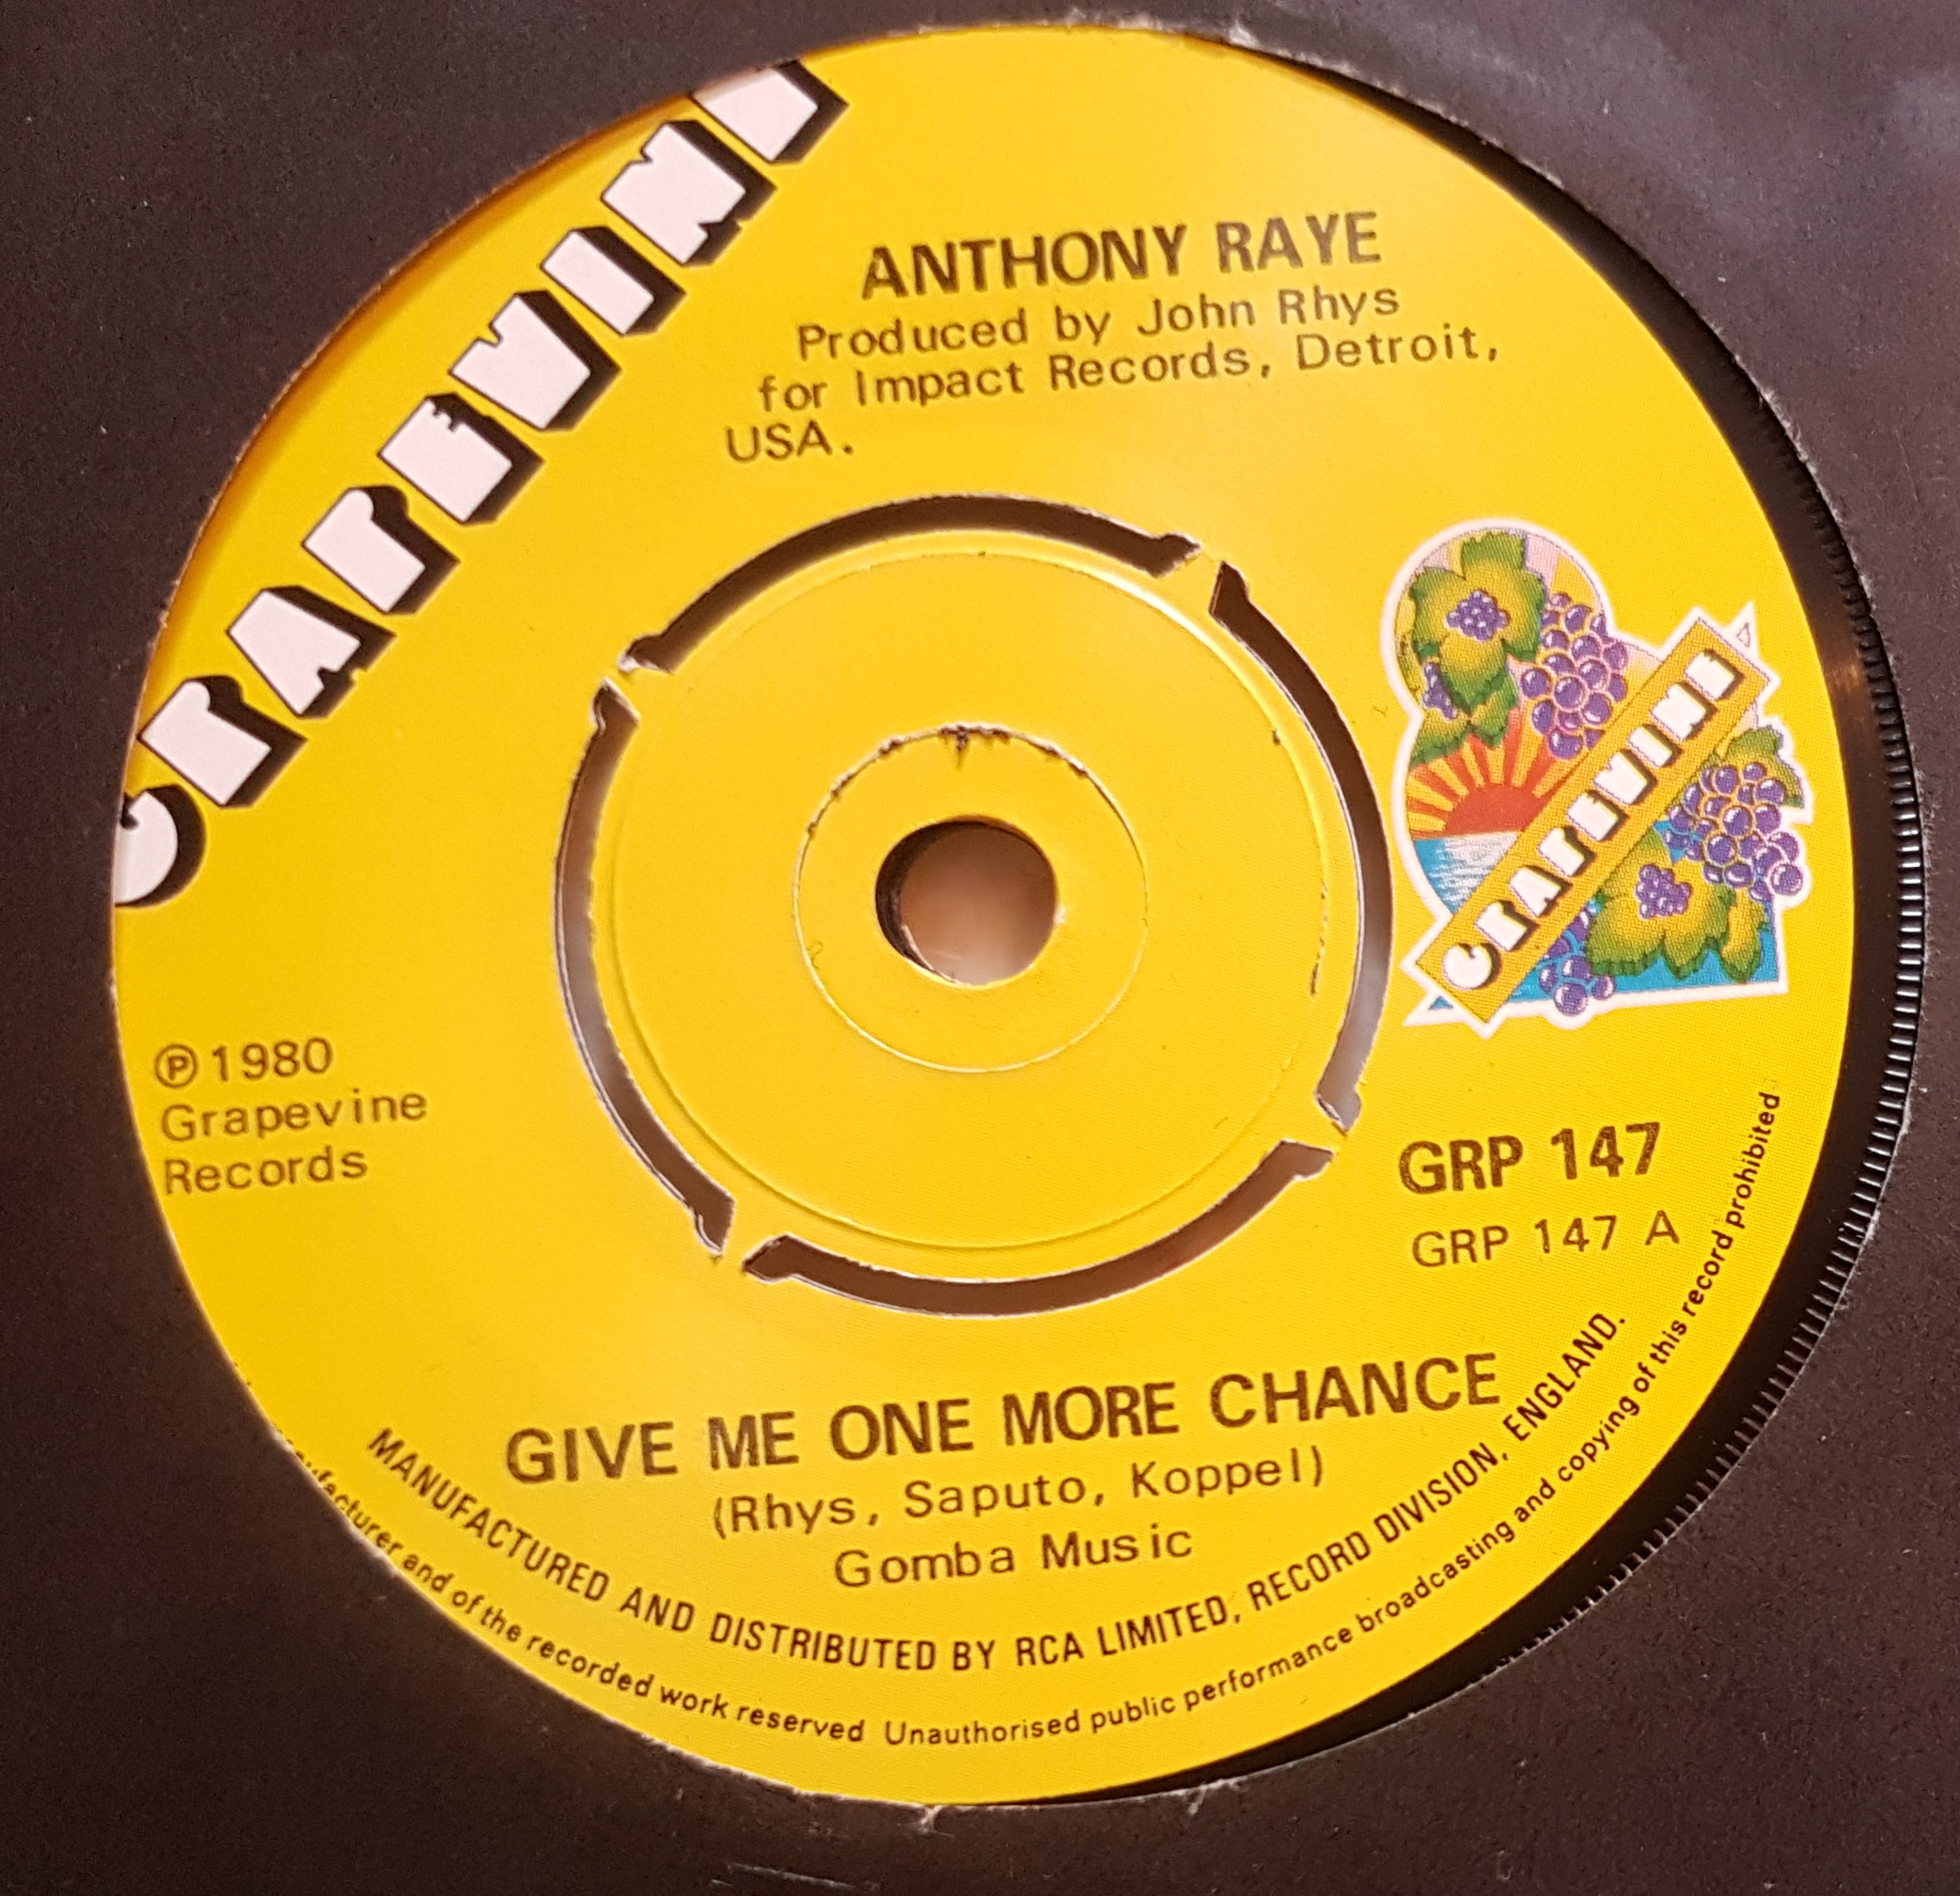 GRAPEVINE
ANTHONY RAYE
Produced by John Rhys
for Impact Records, Detroit,
USA.
GRAPEVINE
℗ 1980
Grapevine
Records
GRP 147
GRP 147 A
GIVE ME ONE MORE CHANCE
(Rhys, Saputo, Koppel)
Gomba Music
MANUFACTURED AND DISTRIBUTED BY RCA LIMITED, RECORD DIVISION, ENGLAND.
and of the recorded work reserved Unauthorised public performance broadcasting and copying of this record prohibited